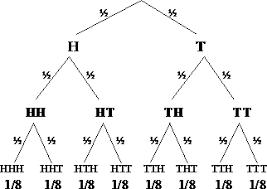 ½ ½
H T
½ ½ ½ ½
HH HT TH TT
½ ½ ½ ½ ½ ½ ½ ½
HHH HHT HTH HTT TTH THT TTH TTH
1/8 1/8 1/8 1/8 1/8 1/8 1/8 1/8